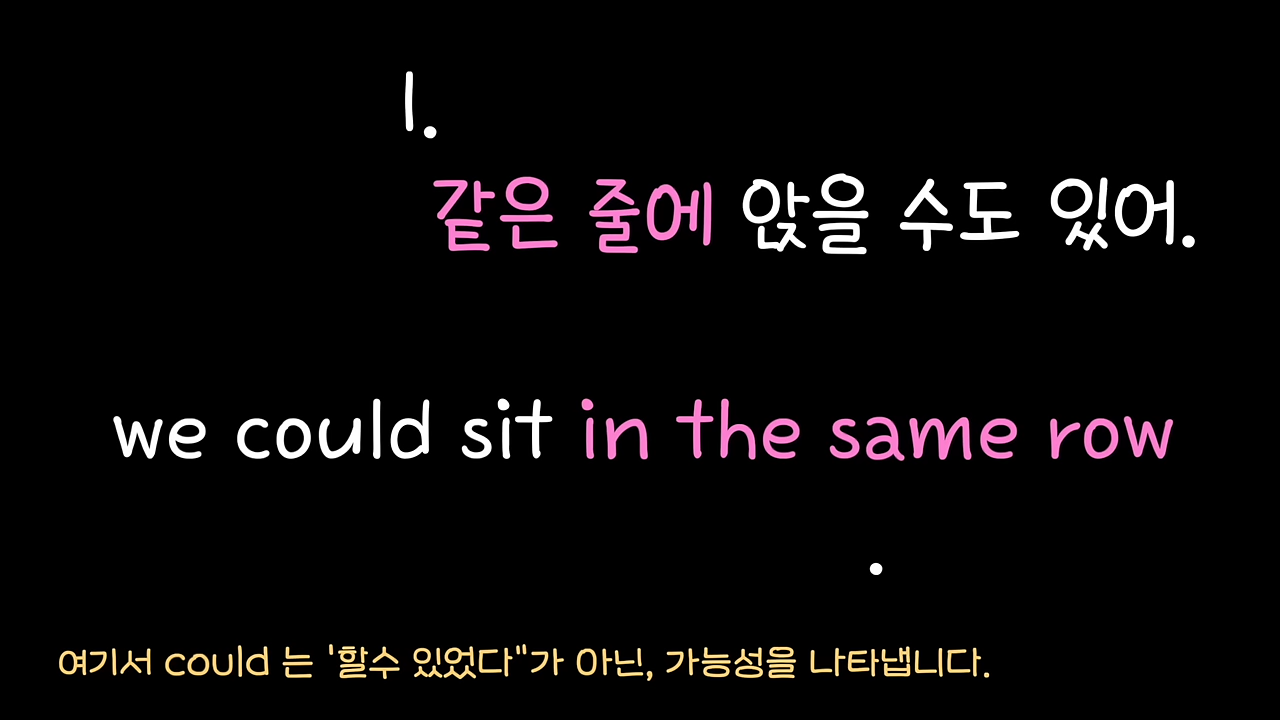 1.
같은 줄에 앉을 수도 있어.
we could sit in the same row
.
여기서 could 는 '할수 있었다"가 아닌, 가능성을 나타냅니다.